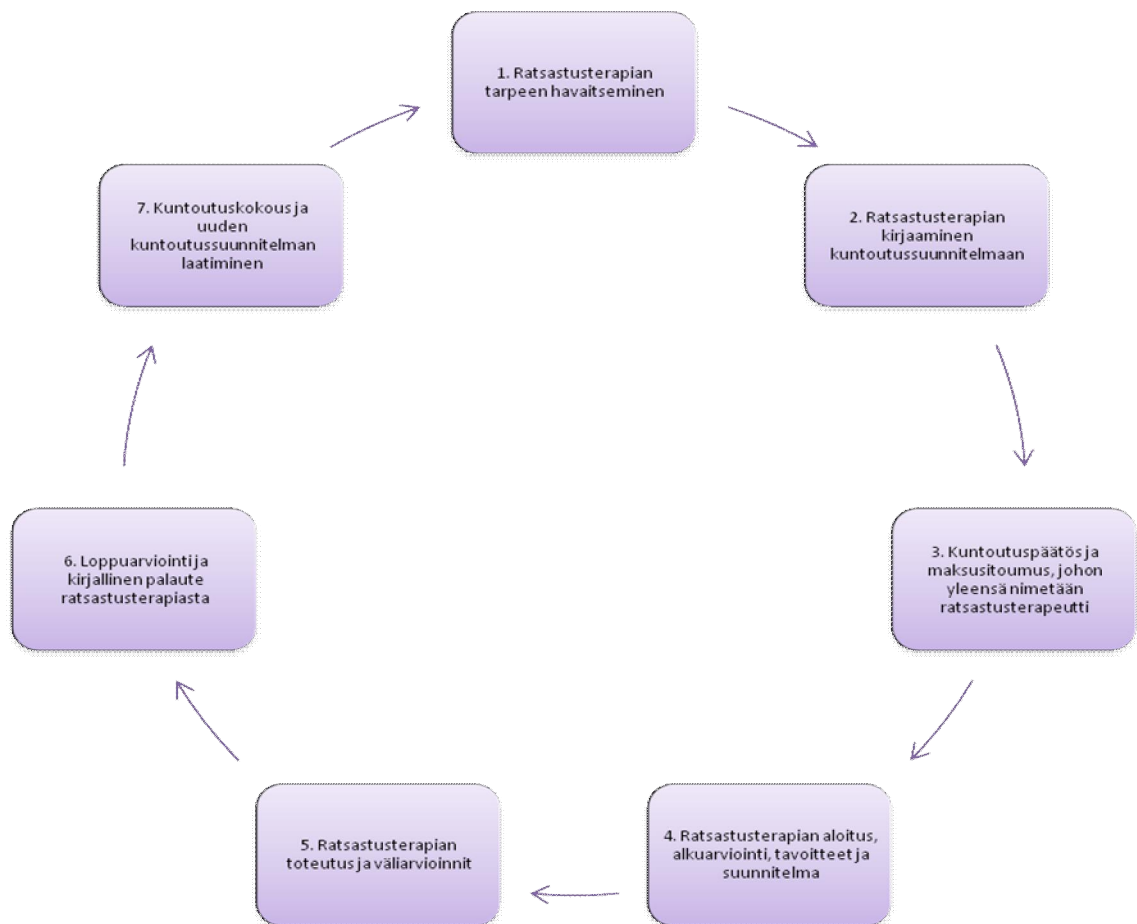 1. Ratsastusterapian
tarpeen havaitseminen
2. Ratsastusterapian
kirjaaminen
kuntoutussuunnitelmaan
3. Kuntoutuspäätös ja
maksusitoumus, johon
yleensä nimetään
ratsastusterapeutti
4. Ratsastusterapian aloitus,
alkuarviointi, tavoitteet ja
suunnitelma
5. Ratsastusterapian
toteutus ja väliarvioinnit
6. Loppuarviointi ja
kirjallinen palaute
ratsastusterapiasta
7. Kuntoutuskokous ja
uuden
kuntoutussuunnitelman
laatiminen